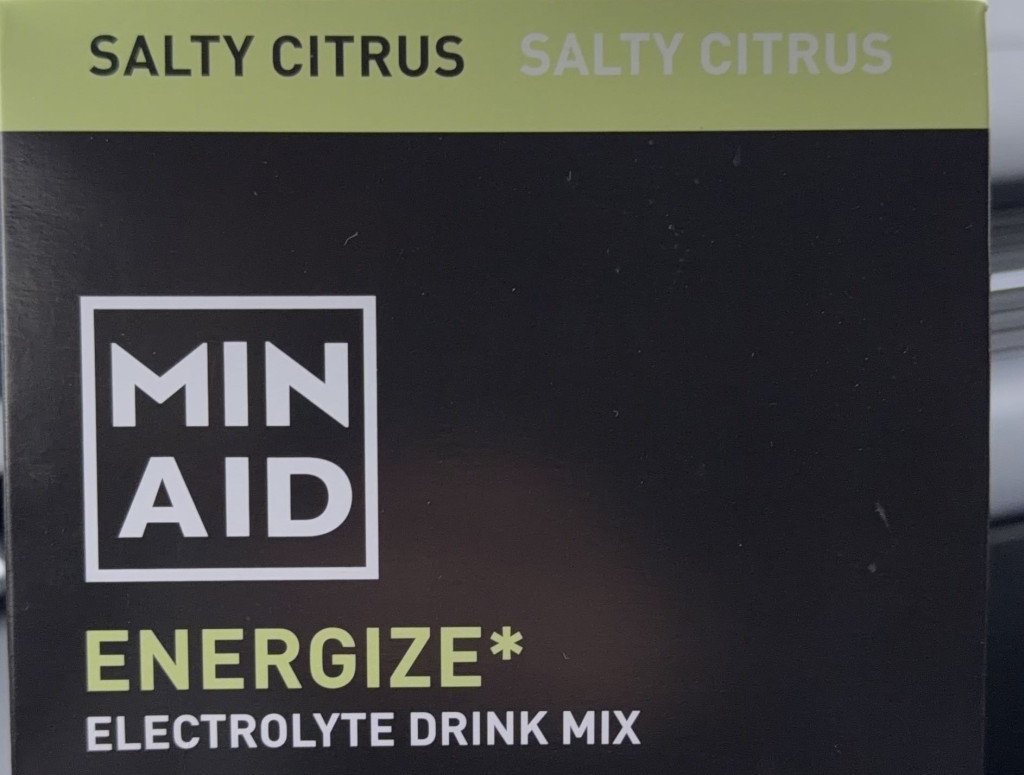 SALTY CITRUS SALTY CITRUS
MIN
AID
ENERGIZE*
ELECTROLYTE DRINK MIX